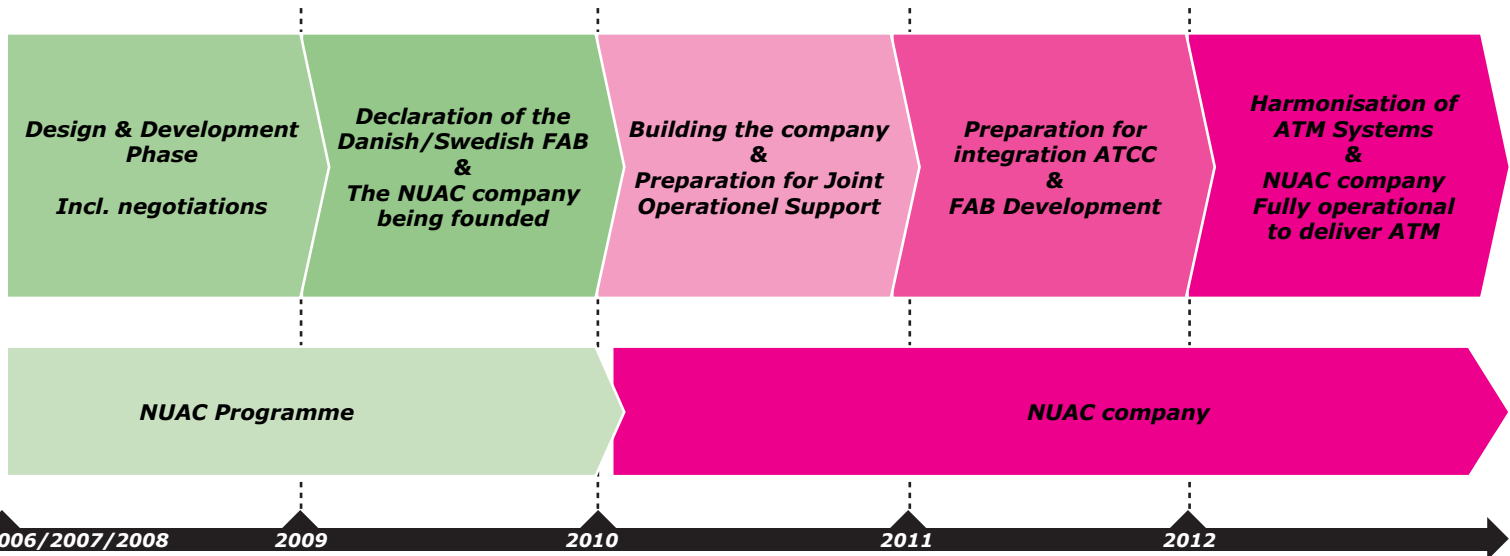 Design & Development
Phase
Incl. negotiations
Declaration of the
Danish/Swedish FAB
&
The NUAC company
being founded
Building the company
&
Preparation for Joint
Operationel Support
Preparation for
integration ATCC
&
FAB Development
Harmonisation of
ATM Systems
&
NUAC company
Fully operational
to deliver ATM
NUAC Programme
NUAC company
006/2007/2008
2009
2010
2011
2012